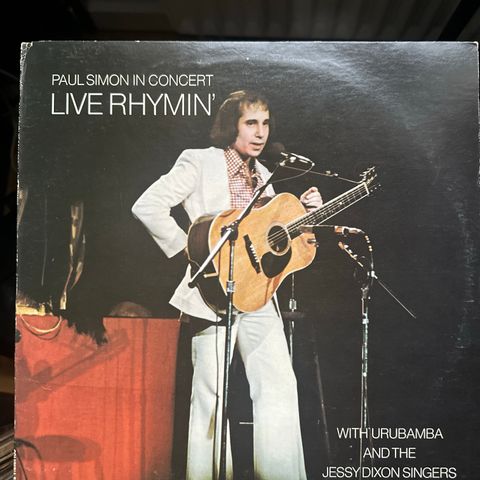 PAUL SIMON IN CONCERT
LIVE RHYMIN'
WITH URUBAMBA
AND THE
JESSY DIXON SINGERS